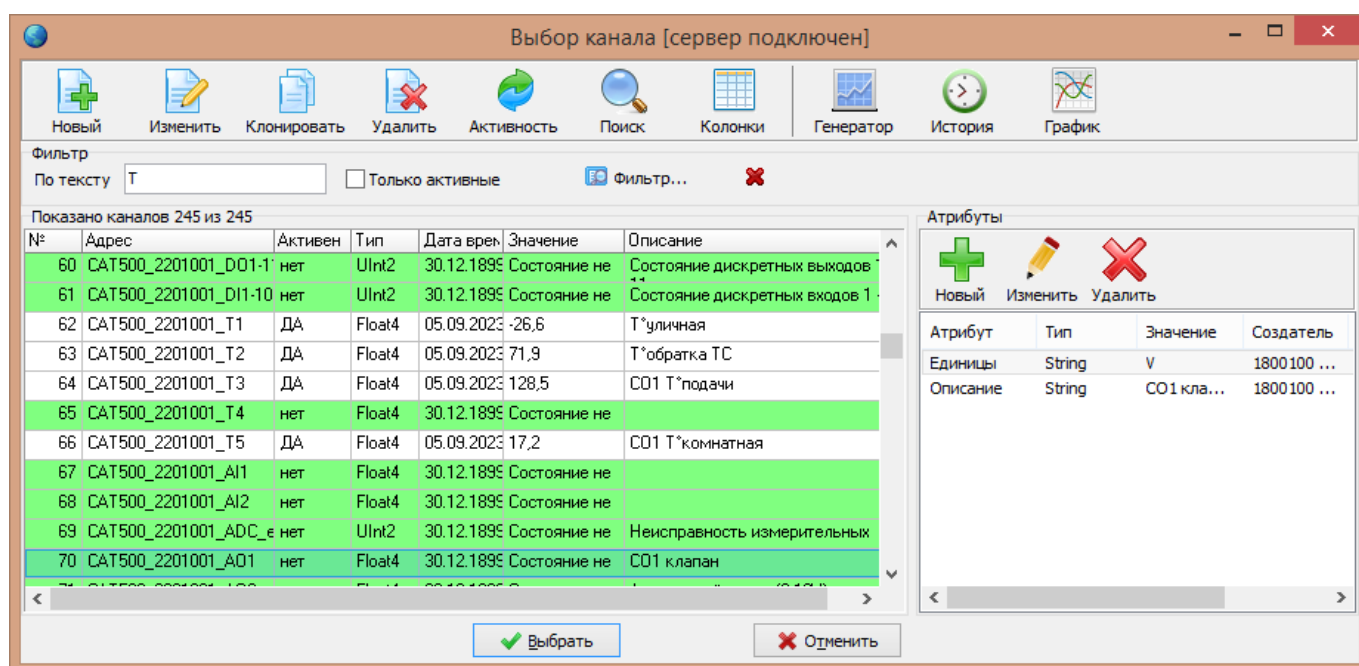 Выбор канала [сервер подключен]
Новый Изменить Клонировать Удалить Активность Поиск Колонки Генератор История График
Фильтр
По тексту Т Только активные Фильтр...
Показано каналов 245 из 245
№ Адрес Активен Тип Дата врем Значение Описание
60 CAT500_2201001_DO1-11 нет UInt2 30.12.1899 Состояние не Состояние дискретных выходов 1
61 CAT500_2201001_DI1-10 нет UInt2 30.12.1899 Состояние не Состояние дискретных входов 1 -
62 CAT500_2201001_T1 ДА Float4 05.09.2023 -26,6 Т°уличная
63 CAT500_2201001_T2 ДА Float4 05.09.2023 71,9 Т°обратка ТС
64 CAT500_2201001_T3 ДА Float4 05.09.2023 128,5 СО1 Т°подачи
65 CAT500_2201001_T4 нет Float4 30.12.1899 Состояние не
66 CAT500_2201001_T5 ДА Float4 05.09.2023 17,2 СО1 Т°комнатная
67 CAT500_2201001_AI1 нет Float4 30.12.1899 Состояние не
68 CAT500_2201001_AI2 нет Float4 30.12.1899 Состояние не
69 CAT500_2201001_ADC_e нет UInt2 30.12.1899 Состояние не Неисправность измерительных
70 CAT500_2201001_AO1 нет Float4 30.12.1899 Состояние не СО1 клапан
Атрибуты
Новый Изменить Удалить
Атрибут Тип Значение Создатель
Единицы String V 1800100 ...
Описание String СО1 кла... 1800100 ...
Выбрать Отменить